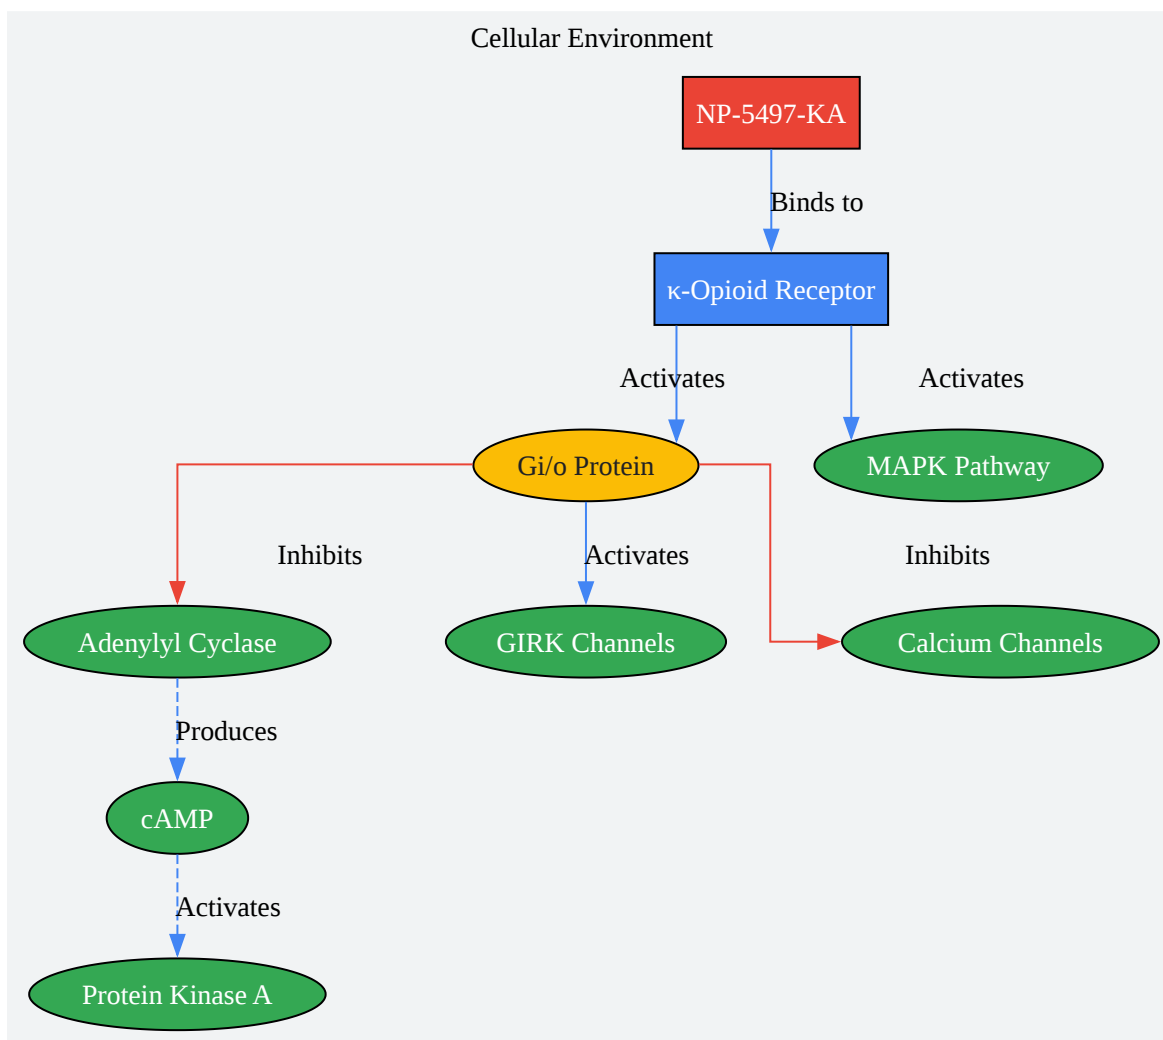 Cellular Environment
NP-5497-KA
Binds to
κ-Opioid Receptor
Activates
Activates
Gi/o Protein
MAPK Pathway
Inhibits
Activates
Inhibits
Adenylyl Cyclase
GIRK Channels
Calcium Channels
Produces
cAMP
Activates
Protein Kinase A